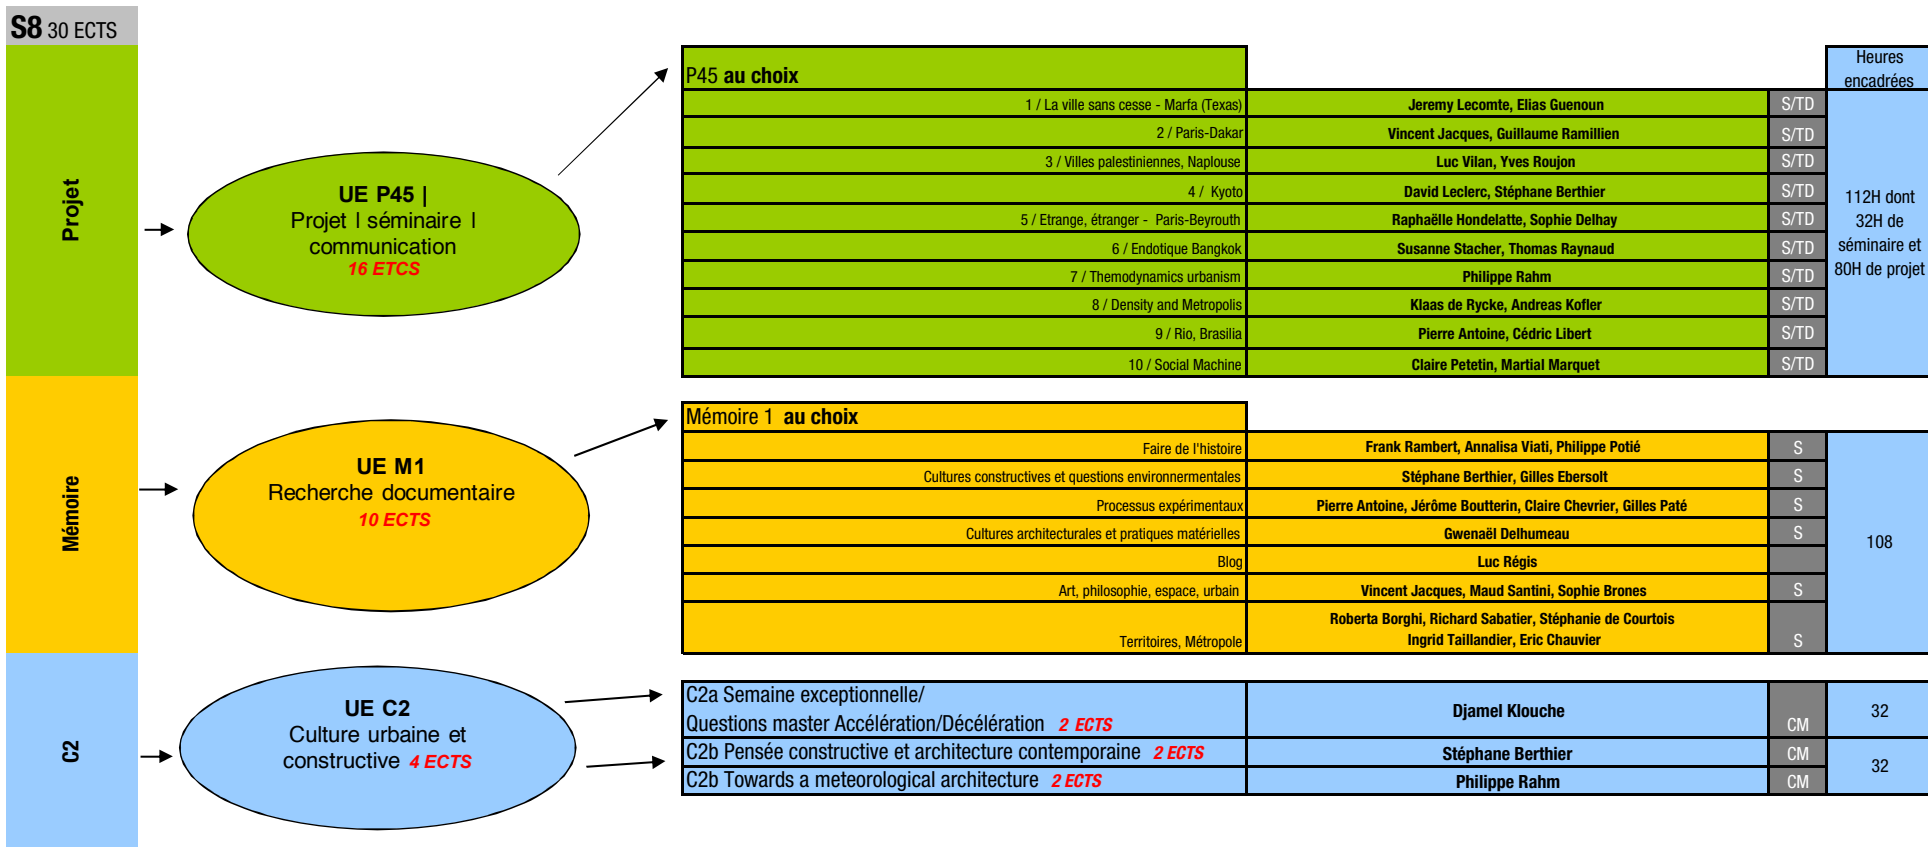 S8 30 ECTS
Projet
UE P45 |
Projet l séminaire l
communication
16 ETCS
P45 au choix
Heures
encadrées
1 / La ville sans cesse - Marfa (Texas) Jeremy Lecomte, Elias Guenoun S/TD
2 / Paris-Dakar Vincent Jacques, Guillaume Ramillien S/TD
3 / Villes palestiniennes, Naplouse Luc Vilan, Yves Roujon S/TD
4 / Kyoto David Leclerc, Stéphane Berthier S/TD
5 / Etrange, étranger - Paris-Beyrouth Raphaëlle Hondelatte, Sophie Delhay S/TD
6 / Endotique Bangkok Susanne Stacher, Thomas Raynaud S/TD
7 / Themodynamics urbanism Philippe Rahm S/TD
8 / Density and Metropolis Klaas de Rycke, Andreas Kofler S/TD
9 / Rio, Brasilia Pierre Antoine, Cédric Libert S/TD
10 / Social Machine Claire Petetin, Martial Marquet S/TD
112H dont
32H de
séminaire et
80H de projet
Mémoire
UE M1
Recherche documentaire
10 ECTS
Mémoire 1 au choix
Faire de l'histoire Frank Rambert, Annalisa Viati, Philippe Potié S
Cultures constructives et questions environnermentales Stéphane Berthier, Gilles Ebersolt S
Processus expérimentaux Pierre Antoine, Jérôme Boutterin, Claire Chevrier, Gilles Paté S
Cultures architecturales et pratiques matérielles Gwenaël Delhumeau S
Blog Luc Régis
Art, philosophie, espace, urbain Vincent Jacques, Maud Santini, Sophie Brones S
Roberta Borghi, Richard Sabatier, Stéphanie de Courtois
Territoires, Métropole Ingrid Taillandier, Eric Chauvier S
108
C2
UE C2
Culture urbaine et
constructive 4 ECTS
C2a Semaine exceptionnelle/
Questions master Accélération/Décélération 2 ECTS Djamel Klouche CM 32
C2b Pensée constructive et architecture contemporaine 2 ECTS Stéphane Berthier CM
C2b Towards a meteorological architecture 2 ECTS Philippe Rahm CM
32